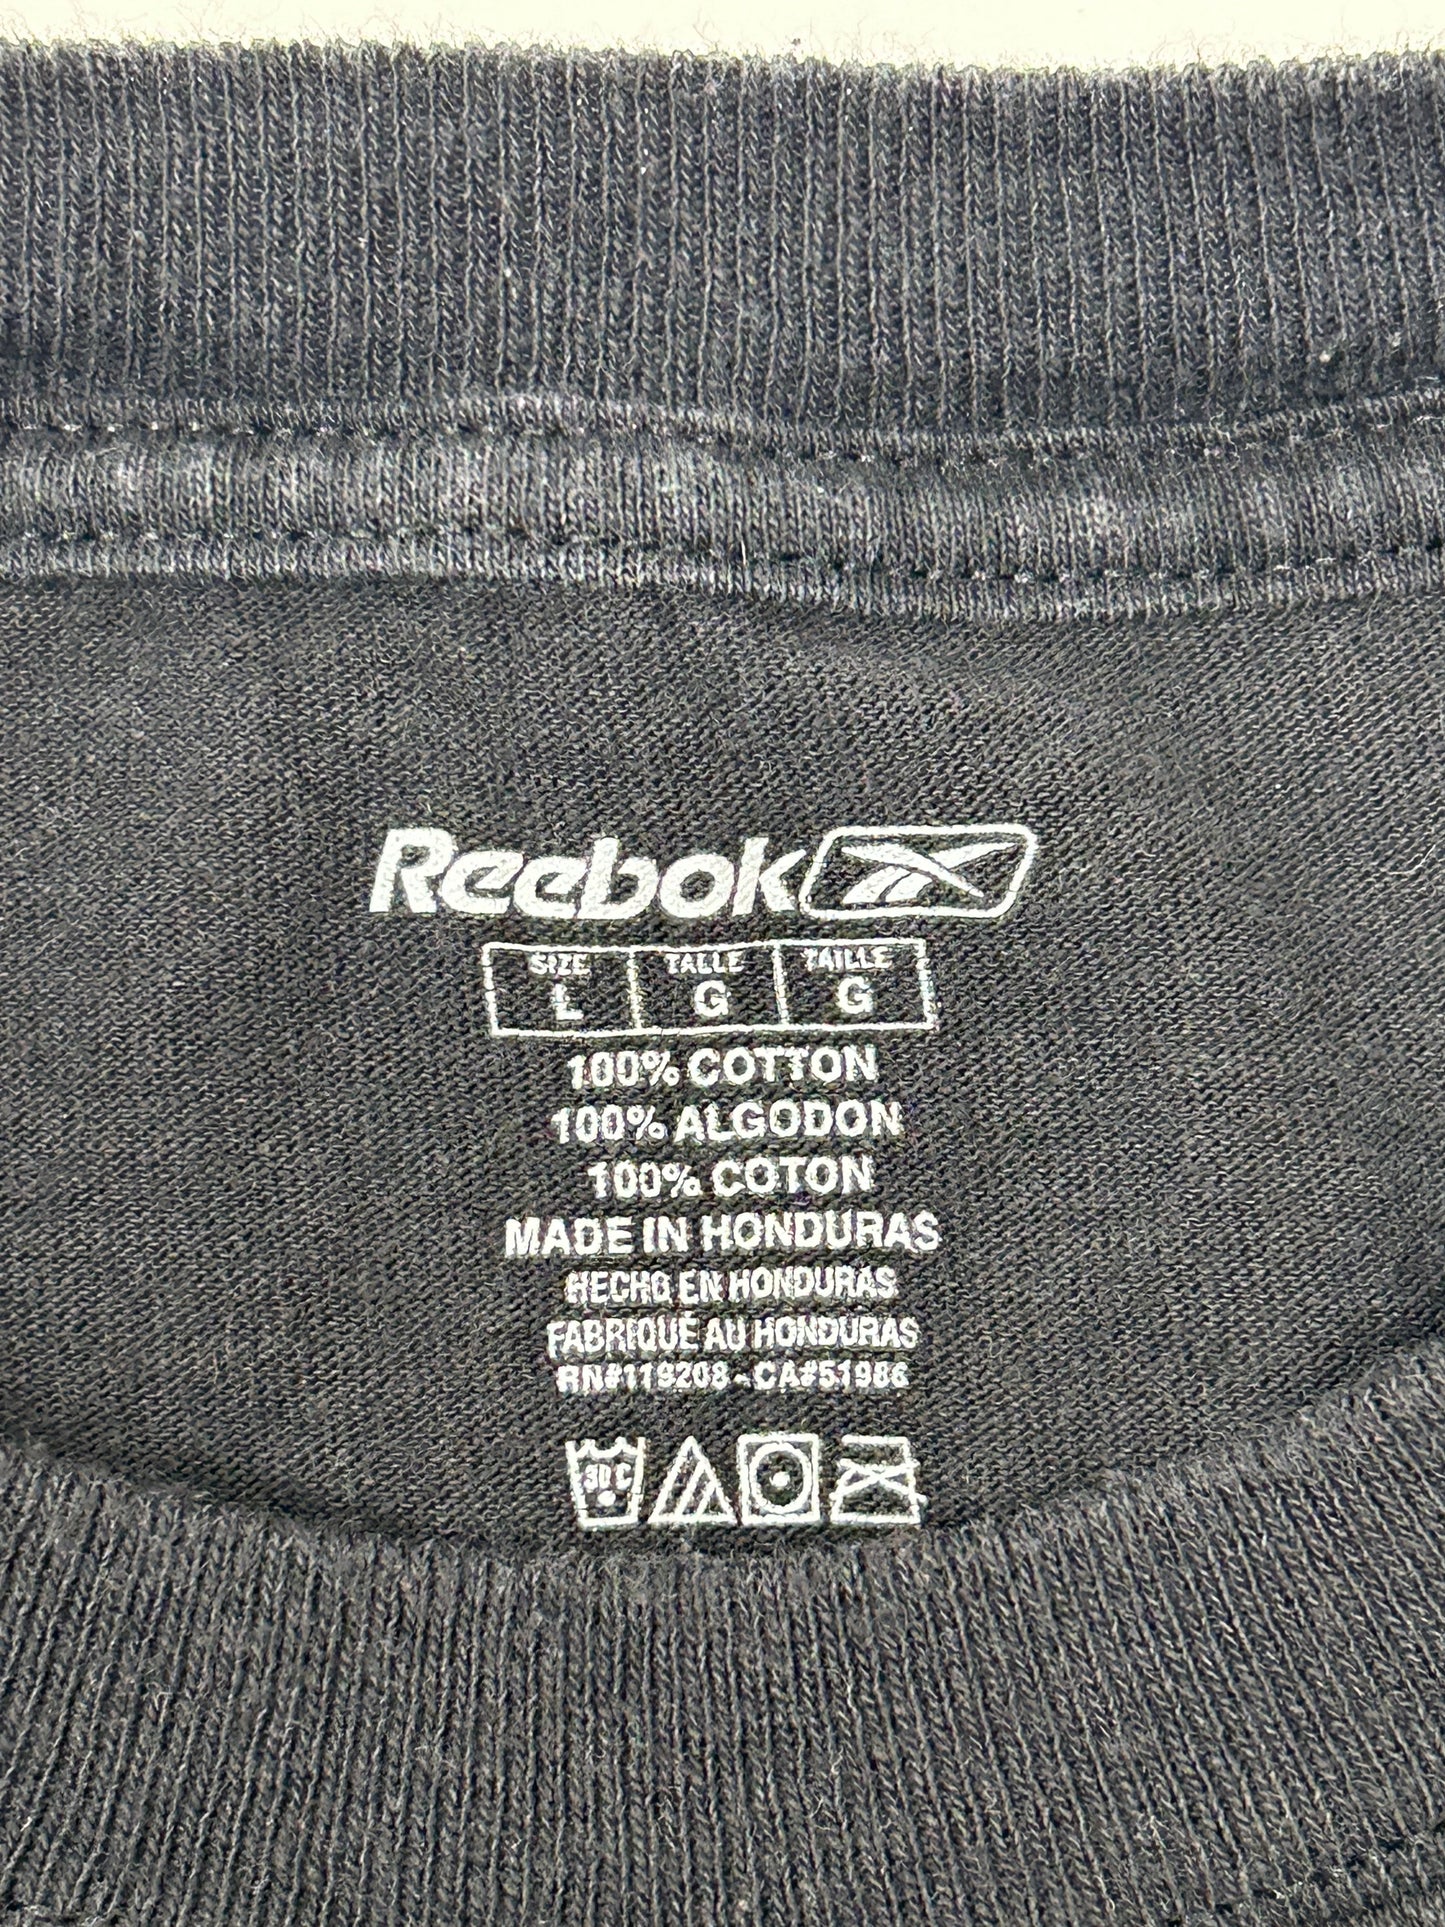 Reebok
SIZE TALLE TAILLE
L G G
100% COTTON
100% ALGODON
100% COTON
MADE IN HONDURAS
HECHO EN HONDURAS
FABRIQUÉ AU HONDURAS
RN#119208 - CA#51986
30 C